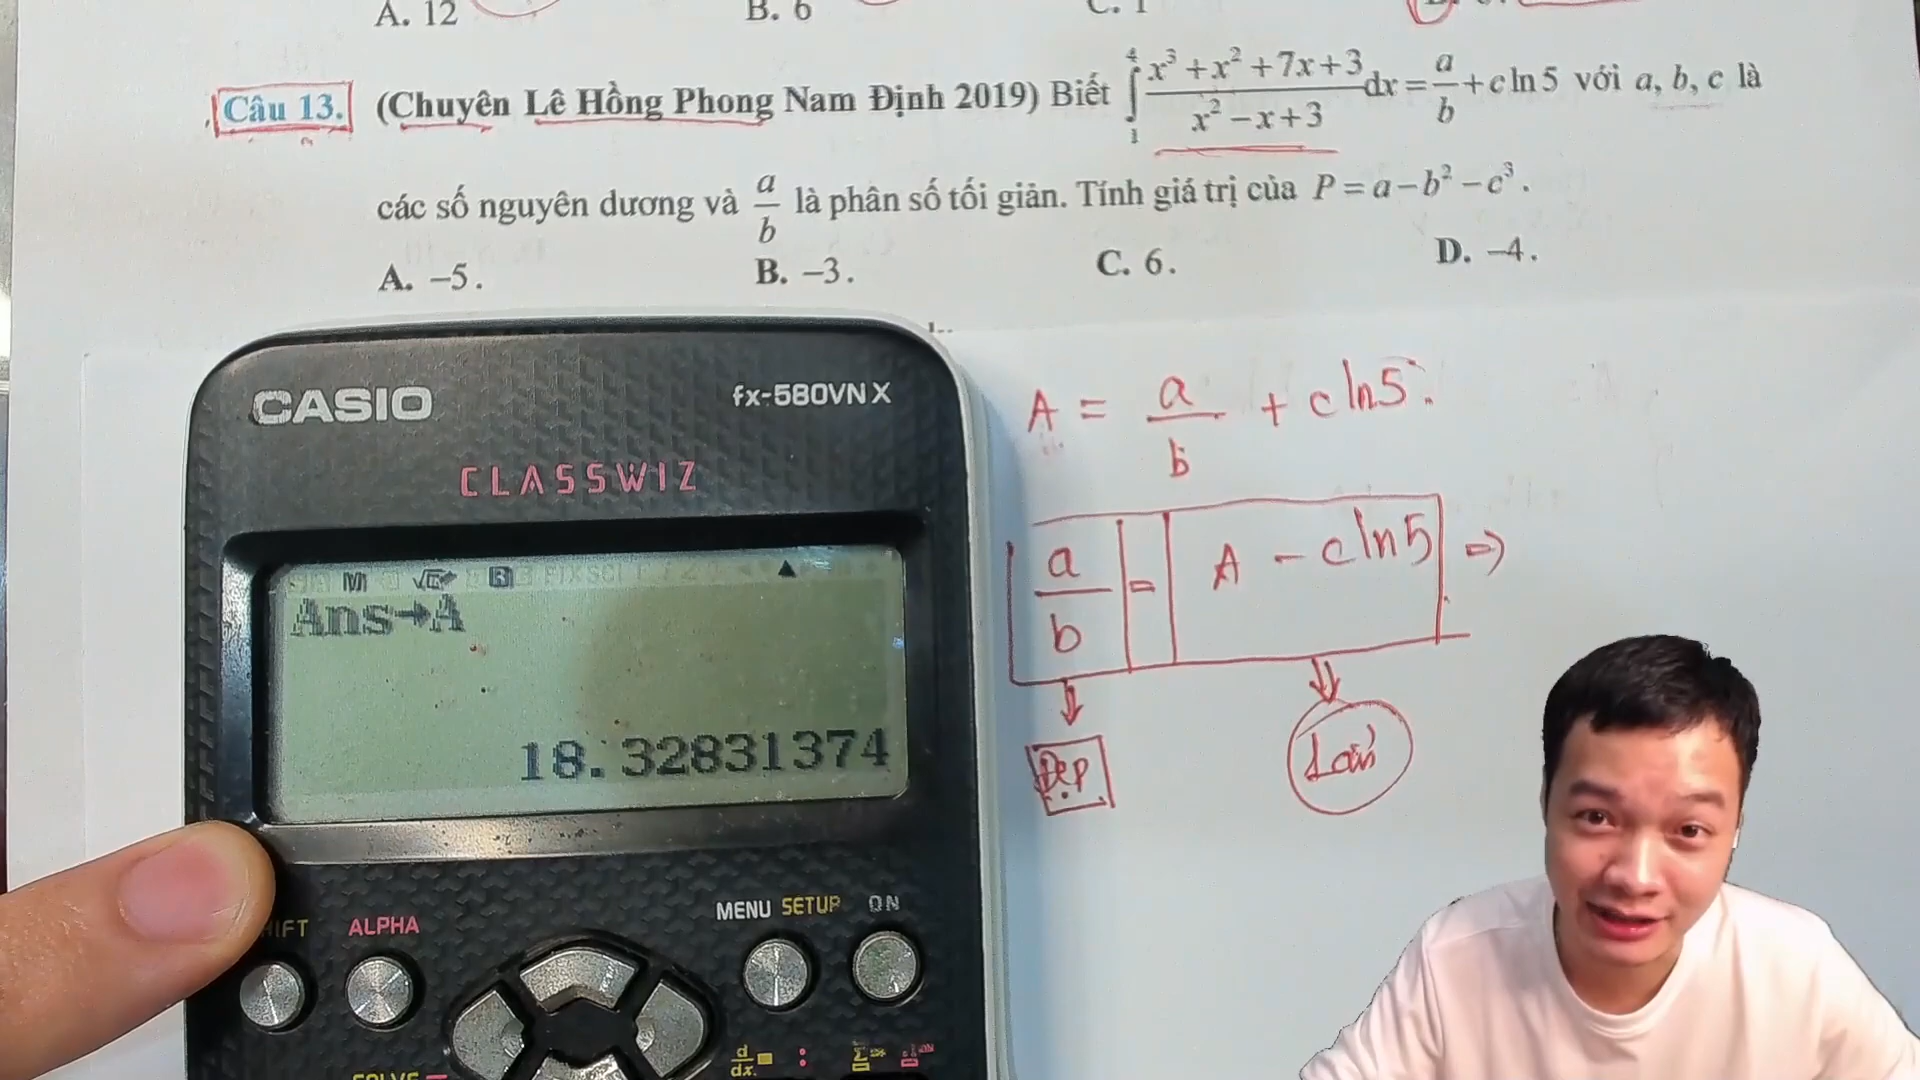 A. 12 B. 6 C. 1
Câu 13. (Chuyên Lê Hồng Phong Nam Định 2019) Biết ∫₁⁴ (x³ + x² + 7x + 3)/(x² − x + 3) dx = a/b + c ln 5 với a, b, c là
các số nguyên dương và a/b là phân số tối giản. Tính giá trị của P = a − b² − c³.
A. −5. B. −3. C. 6. D. −4.
A = a/b + c ln5.
a/b = A − c ln5 ⇒
Đẹp Loại
CASIO fx-580VN X
CLASSWIZ
Ans→A
18.32831374
ALPHA MENU SETUP ON
d/dx